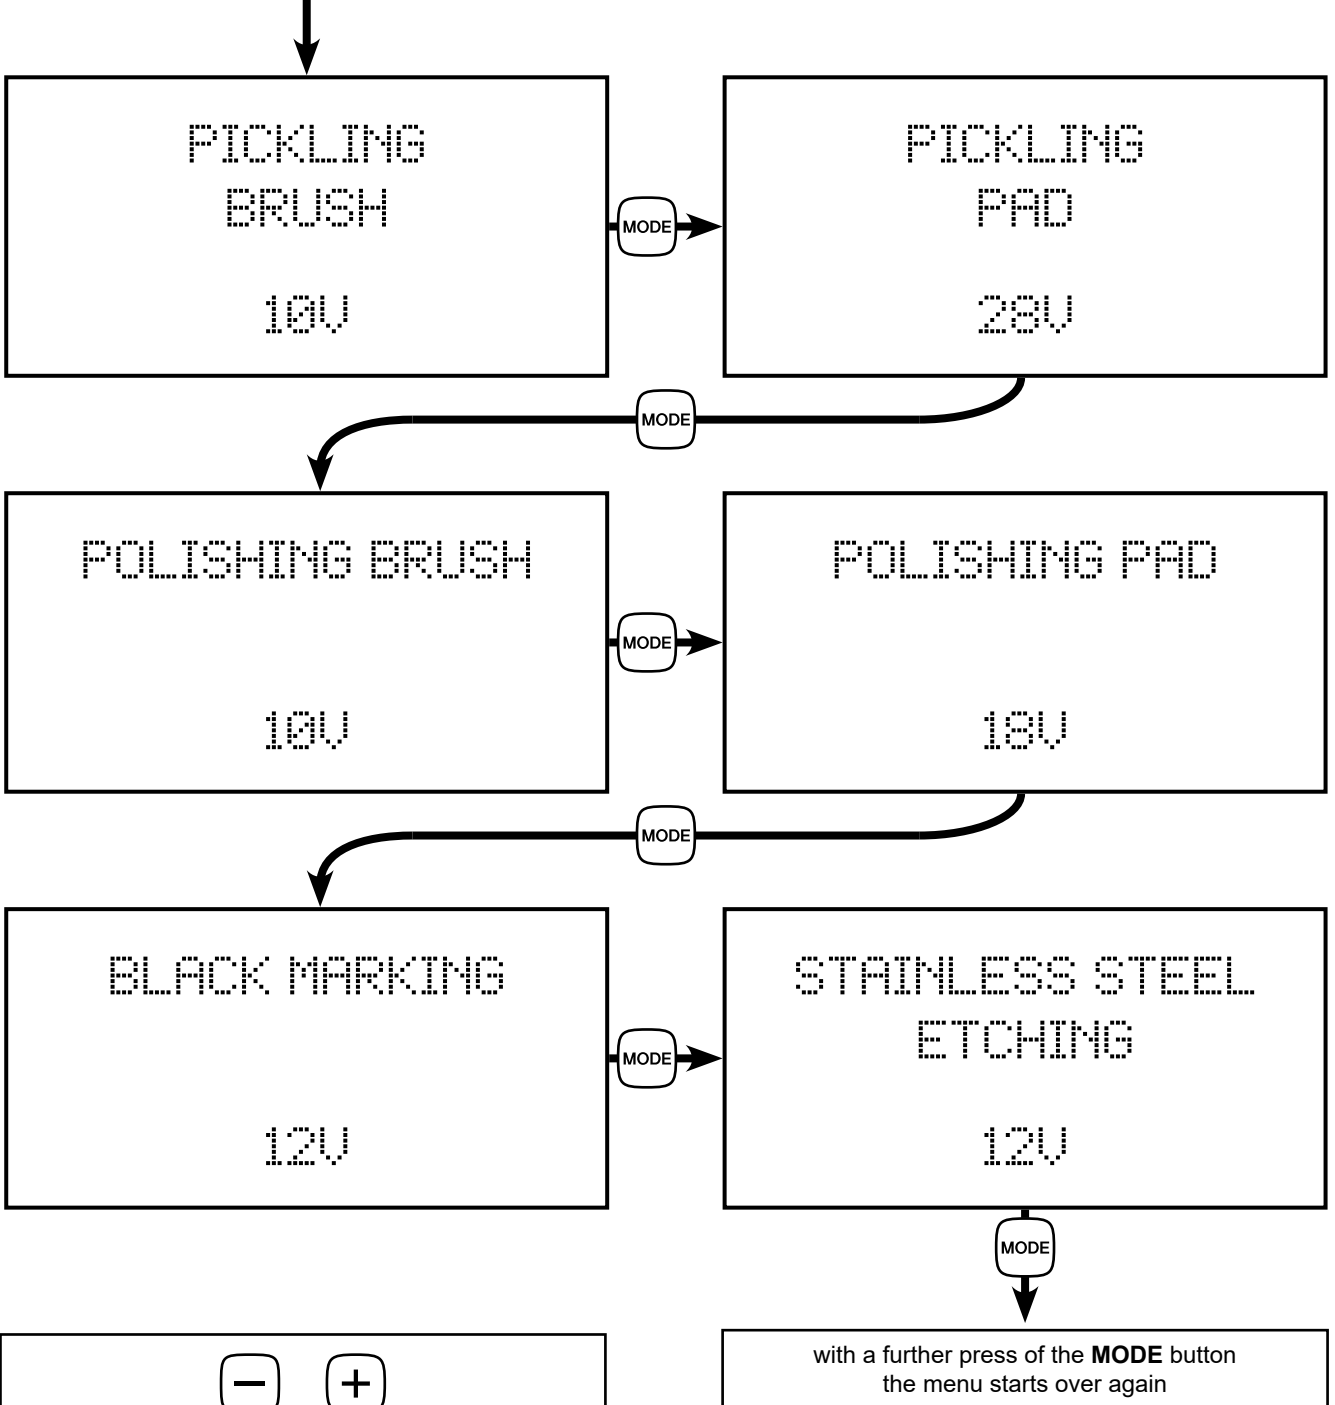 PICKLING
BRUSH
10V
MODE
PICKLING
PAD
28V
MODE
POLISHING BRUSH
10V
MODE
POLISHING PAD
18V
MODE
BLACK MARKING
12V
MODE
STAINLESS STEEL
ETCHING
12V
MODE
− +
with a further press of the MODE button
the menu starts over again